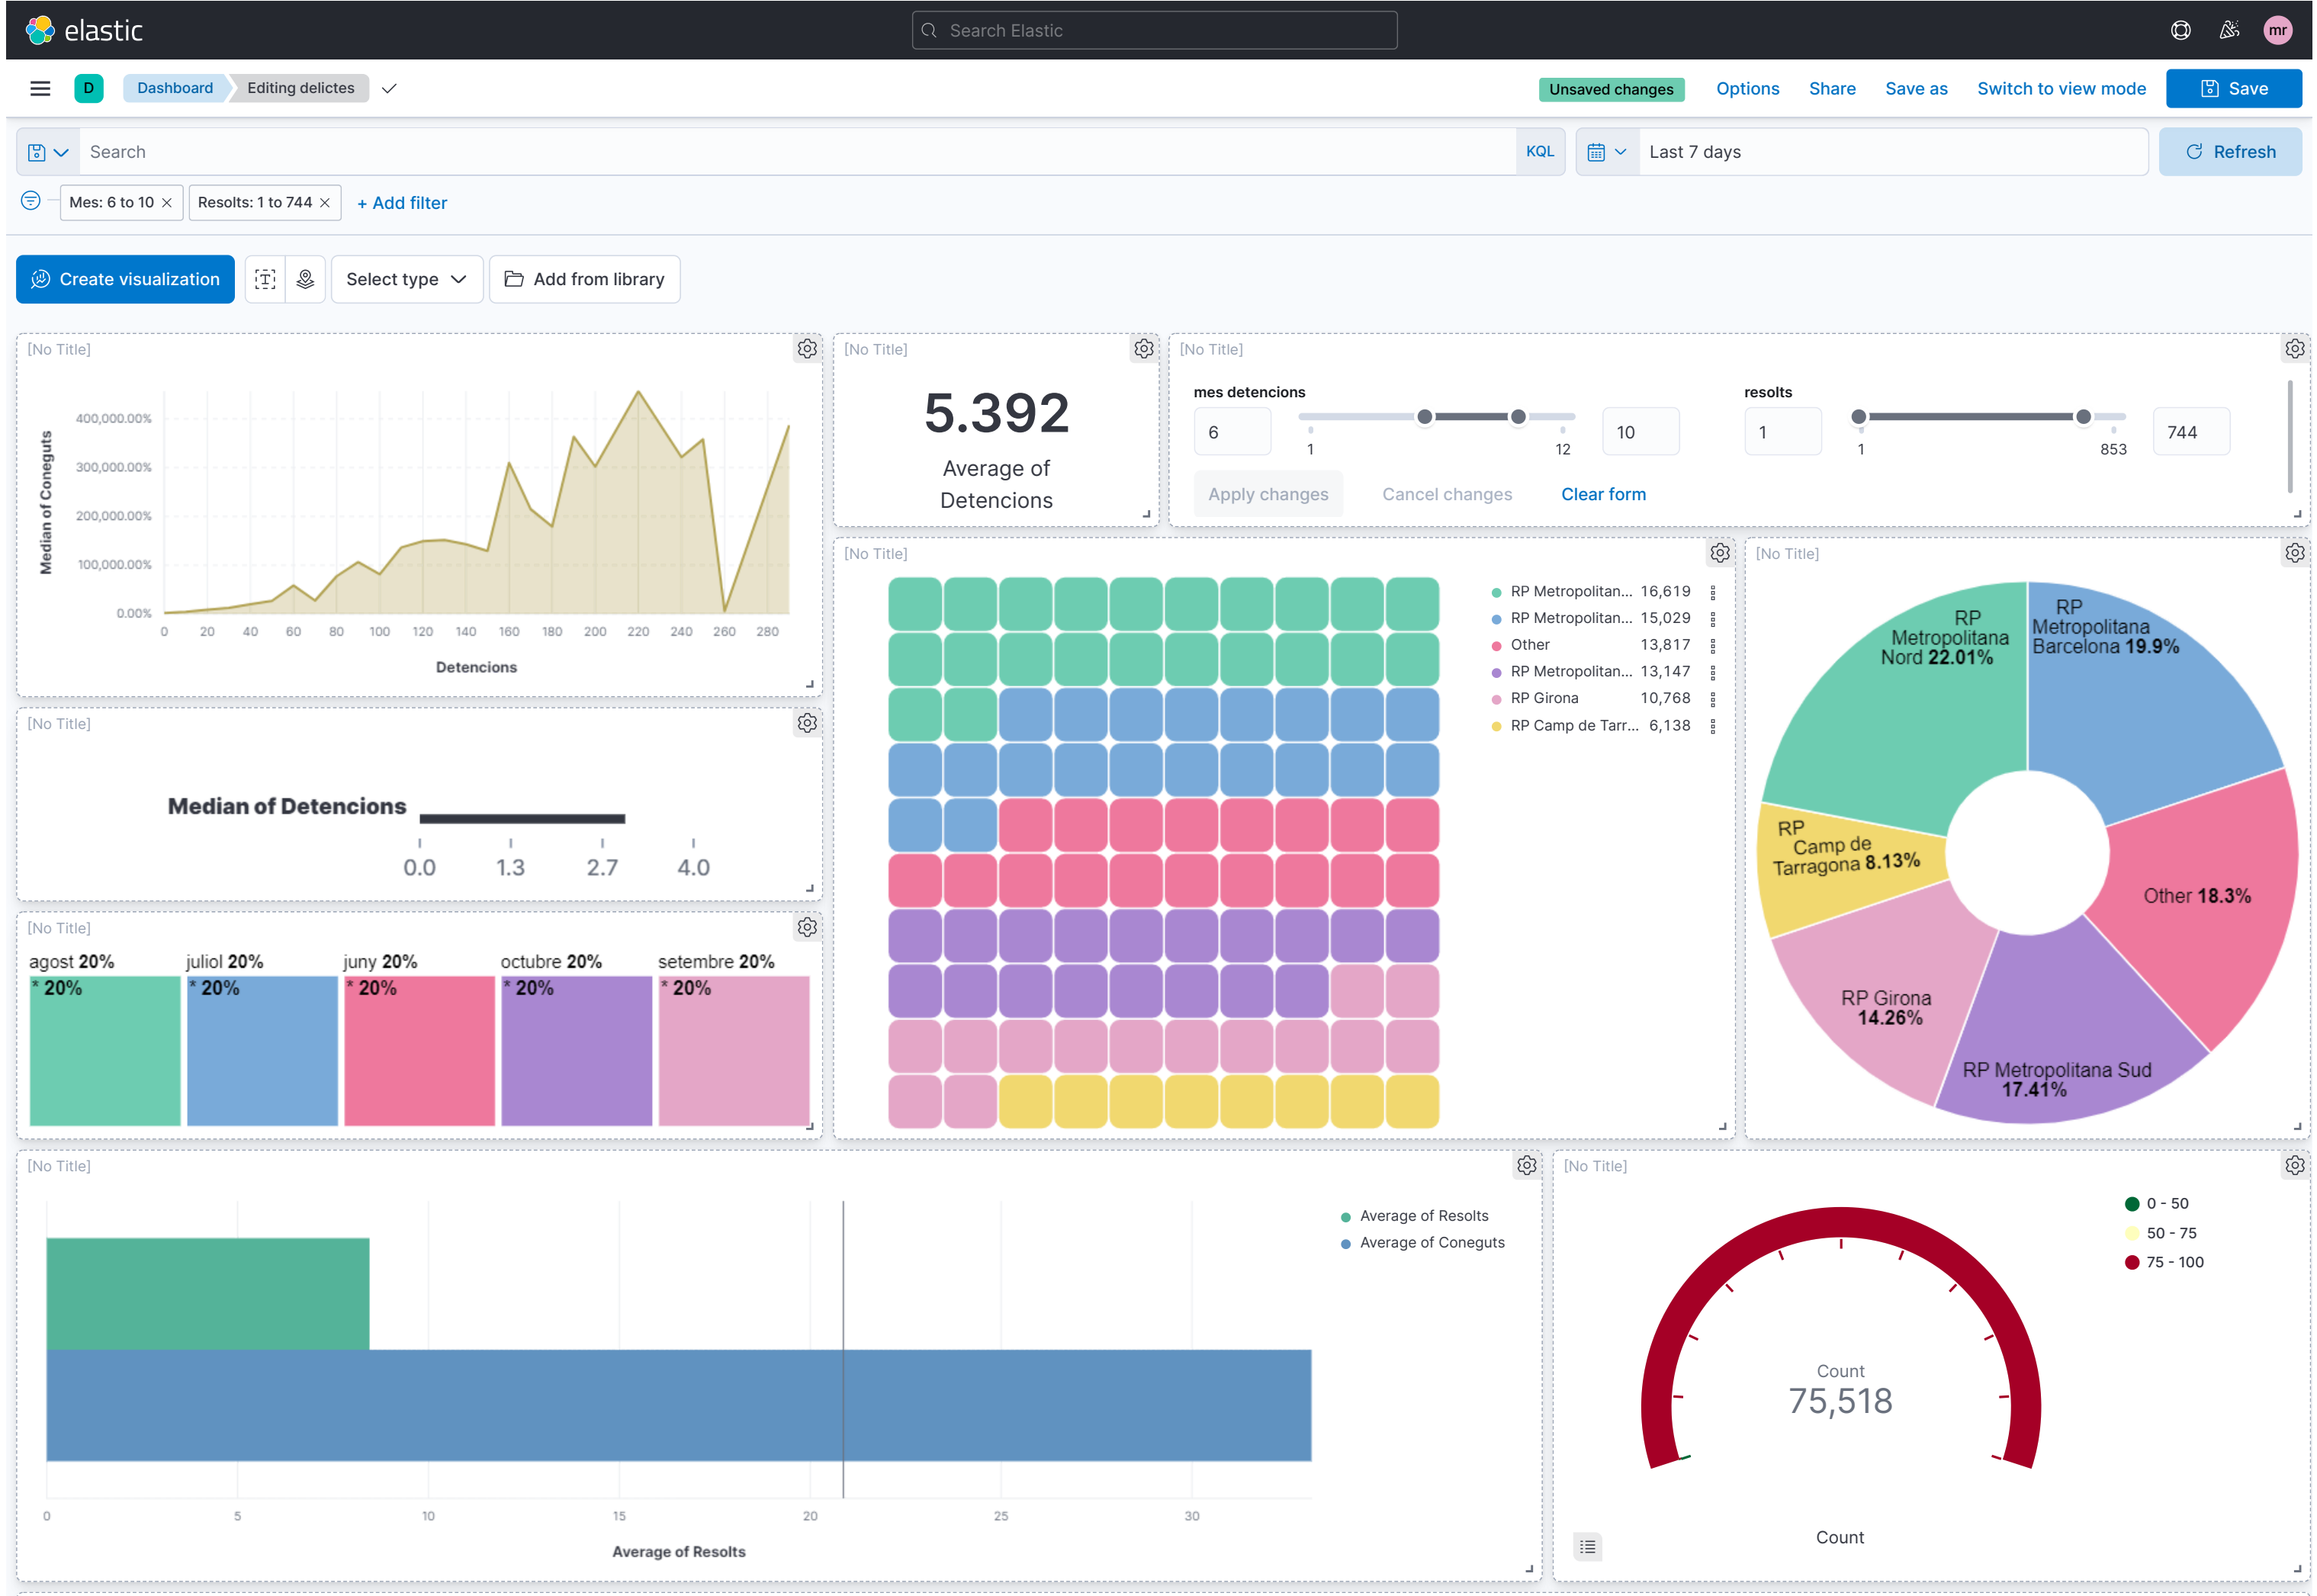 elastic
Search Elastic
mr
D
Dashboard
Editing delictes
Unsaved changes
Options
Share
Save as
Switch to view mode
Save
Search
KQL
Last 7 days
Refresh
Mes: 6 to 10
Resolts: 1 to 744
+ Add filter
Create visualization
Select type
Add from library
[No Title]
Median of Coneguts
400,000.00%
300,000.00%
200,000.00%
100,000.00%
0.00%
0 20 40 60 80 100 120 140 160 180 200 220 240 260 280
Detencions
[No Title]
5.392
Average of
Detencions
[No Title]
mes detencions
6
1
12
10
resolts
1
1
853
744
Apply changes
Cancel changes
Clear form
[No Title]
Median of Detencions
0.0 1.3 2.7 4.0
[No Title]
agost 20%
juliol 20%
juny 20%
octubre 20%
setembre 20%
* 20%
* 20%
* 20%
* 20%
* 20%
[No Title]
RP Metropolitan... 16,619
RP Metropolitan... 15,029
Other 13,817
RP Metropolitan... 13,147
RP Girona 10,768
RP Camp de Tarr... 6,138
[No Title]
RP
Metropolitana
Nord 22.01%
RP
Metropolitana
Barcelona 19.9%
RP
Camp de
Tarragona 8.13%
Other 18.3%
RP Girona
14.26%
RP Metropolitana Sud
17.41%
[No Title]
Average of Resolts
Average of Coneguts
0 5 10 15 20 25 30
Average of Resolts
[No Title]
0 - 50
50 - 75
75 - 100
Count
75,518
Count